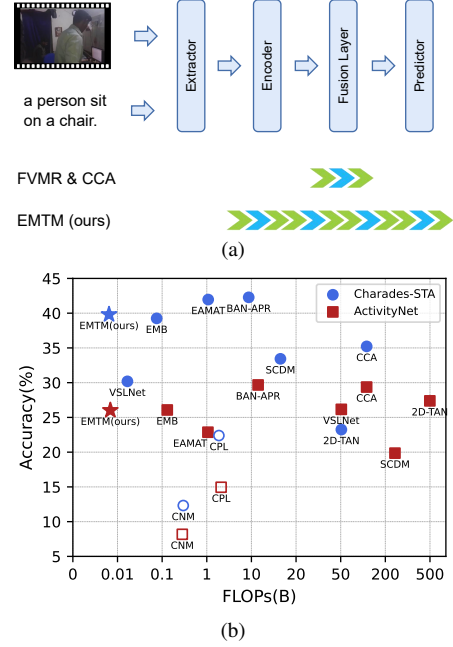 a person sit
on a chair.
Extractor
Encoder
Fusion Layer
Predictor
FVMR & CCA
EMTM (ours)
(a)
45
40
35
30
25
20
15
10
5
Accuracy(%)
Charades-STA
ActivityNet
EMTM(ours)
EMB
EAMAT
BAN-APR
SCDM
CCA
VSLNet
BAN-APR
CCA
EMTM(ours)
EMB
EAMAT
CPL
VSLNet
2D-TAN
2D-TAN
SCDM
CNM
CPL
CNM
0
0.01
0.1
1
10
20
50
200
500
FLOPs(B)
(b)